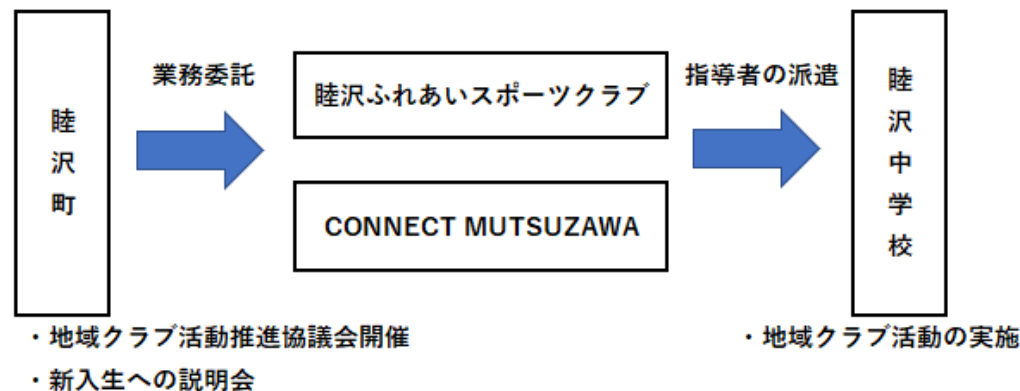 睦沢町
業務委託
睦沢ふれあいスポーツクラブ
CONNECT MUTSUZAWA
指導者の派遣
睦沢中学校
・地域クラブ活動推進協議会開催
・新入生への説明会
・地域クラブ活動の実施